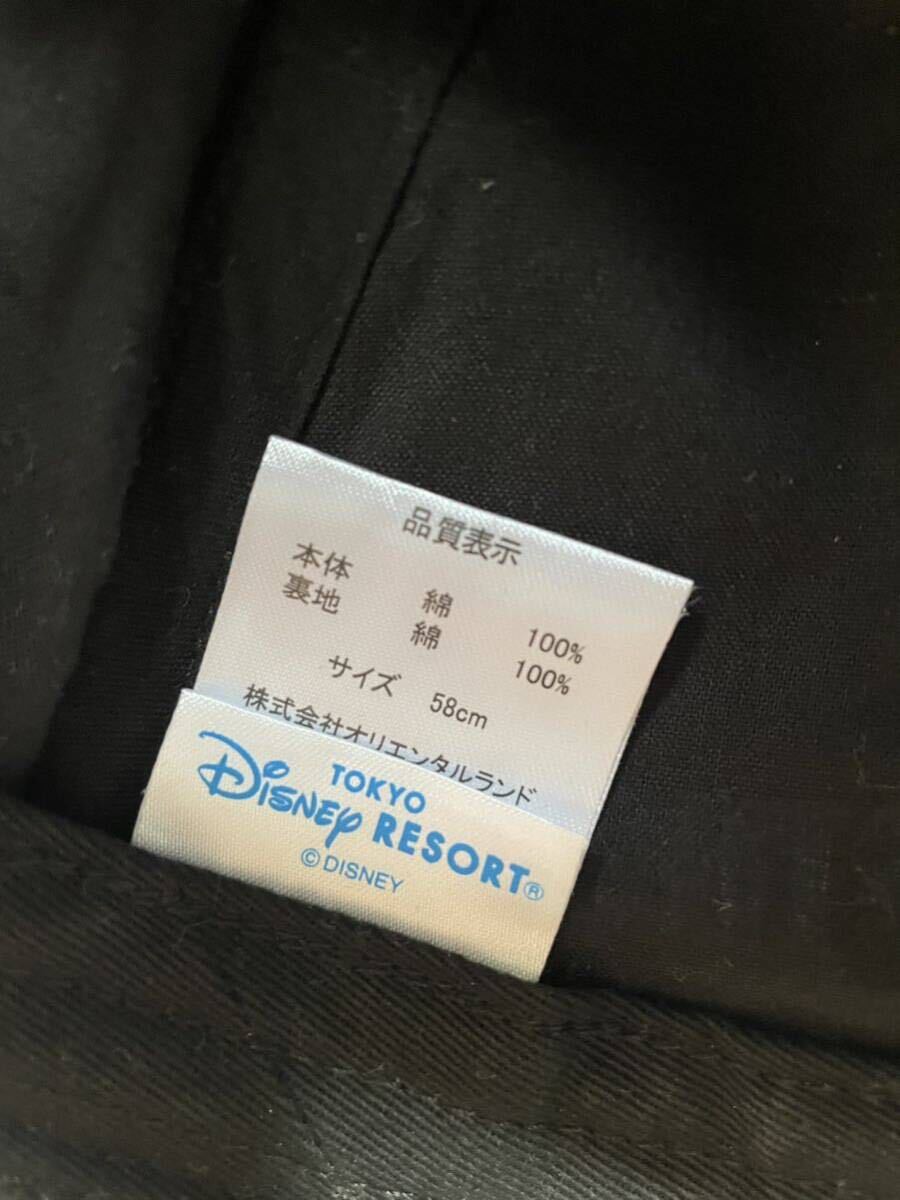 品質表示
本体 綿 100%
裏地 綿 100%
サイズ 58cm
株式会社オリエンタルランド
TOKYO
DISNEY RESORT®
© DISNEY